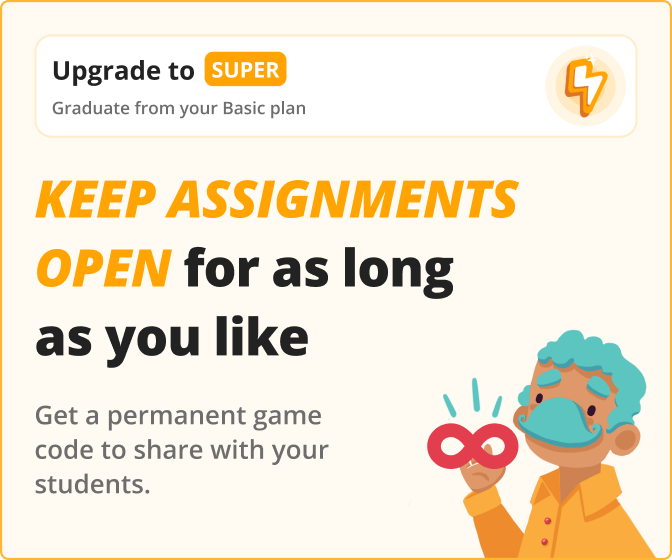 Upgrade to SUPER
Graduate from your Basic plan
KEEP ASSIGNMENTS
OPEN for as long
as you like
Get a permanent game
code to share with your
students.